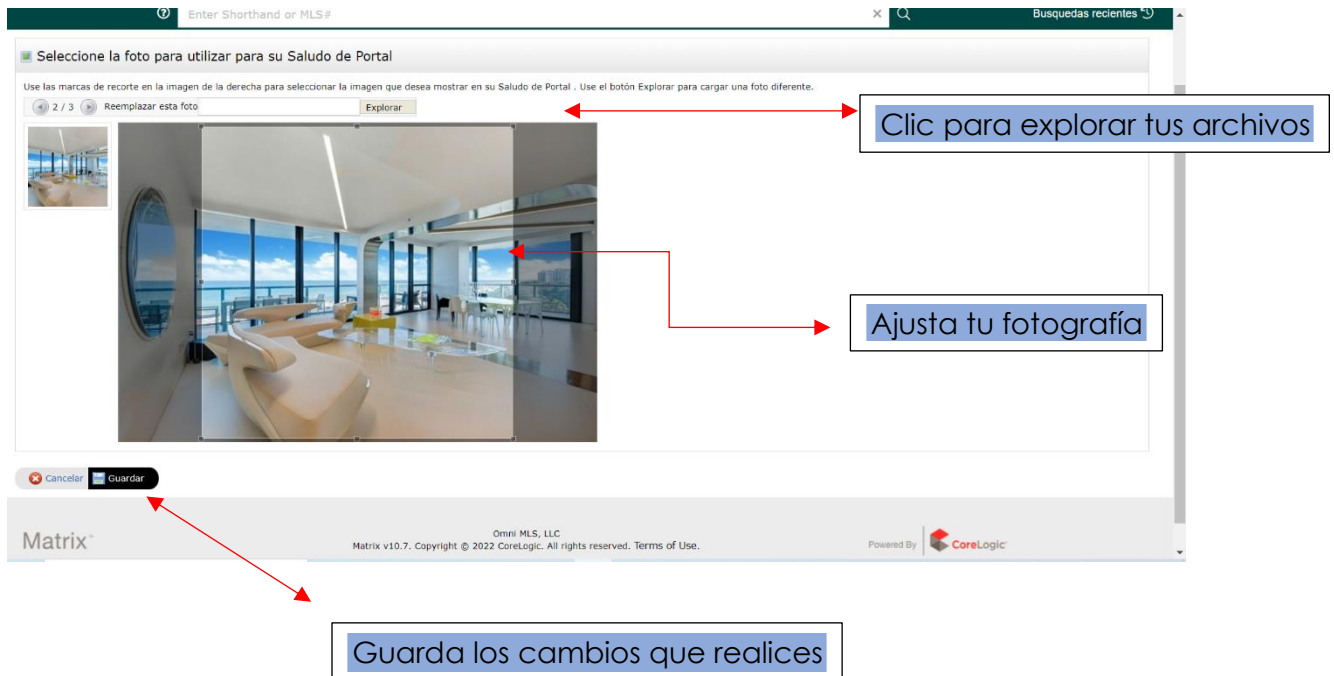 Enter Shorthand or MLS#
Busquedas recientes
Seleccione la foto para utilizar para su Saludo de Portal
Use las marcas de recorte en la imagen de la derecha para seleccionar la imagen que desea mostrar en su Saludo de Portal . Use el botón Explorar para cargar una foto diferente.
2 / 3 Reemplazar esta foto Explorar
Clic para explorar tus archivos
Ajusta tu fotografía
Cancelar Guardar
Matrix™
Omni MLS, LLC
Matrix v10.7. Copyright © 2022 CoreLogic. All rights reserved. Terms of Use.
Powered By CoreLogic
Guarda los cambios que realices